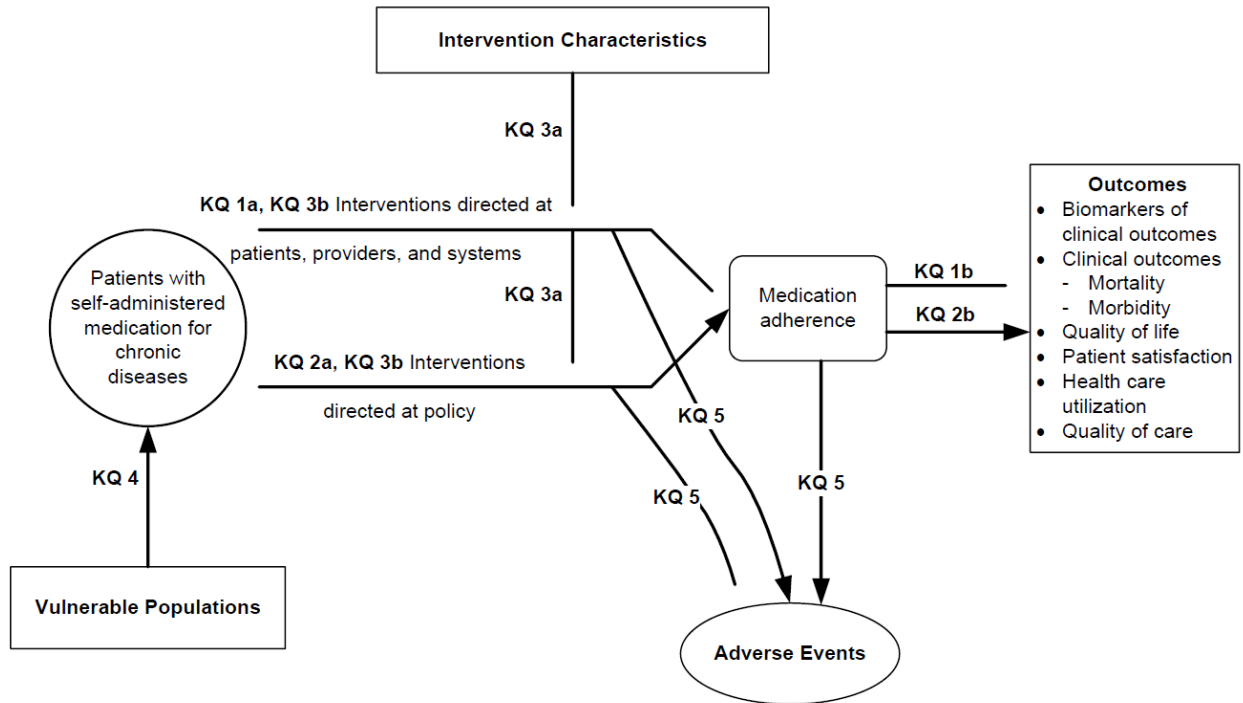 Intervention Characteristics
KQ 3a
KQ 1a, KQ 3b Interventions directed at
patients, providers, and systems
KQ 3a
Patients with
self-administered
medication for
chronic
diseases
KQ 2a, KQ 3b Interventions
directed at policy
KQ 4
Vulnerable Populations
Medication
adherence
KQ 1b
KQ 2b
KQ 5
KQ 5
KQ 5
Adverse Events
Outcomes
• Biomarkers of
clinical outcomes
• Clinical outcomes
- Mortality
- Morbidity
• Quality of life
• Patient satisfaction
• Health care
utilization
• Quality of care